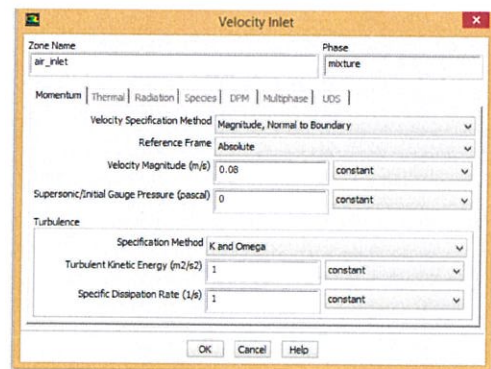 Velocity Inlet
Zone Name
Phase
air_inlet
mixture
Momentum Thermal Radiation Species DPM Multiphase UDS
Velocity Specification Method Magnitude, Normal to Boundary
Reference Frame Absolute
Velocity Magnitude (m/s) 0.08 constant
Supersonic/Initial Gauge Pressure (pascal) 0 constant
Turbulence
Specification Method K and Omega
Turbulent Kinetic Energy (m2/s2) 1 constant
Specific Dissipation Rate (1/s) 1 constant
OK Cancel Help